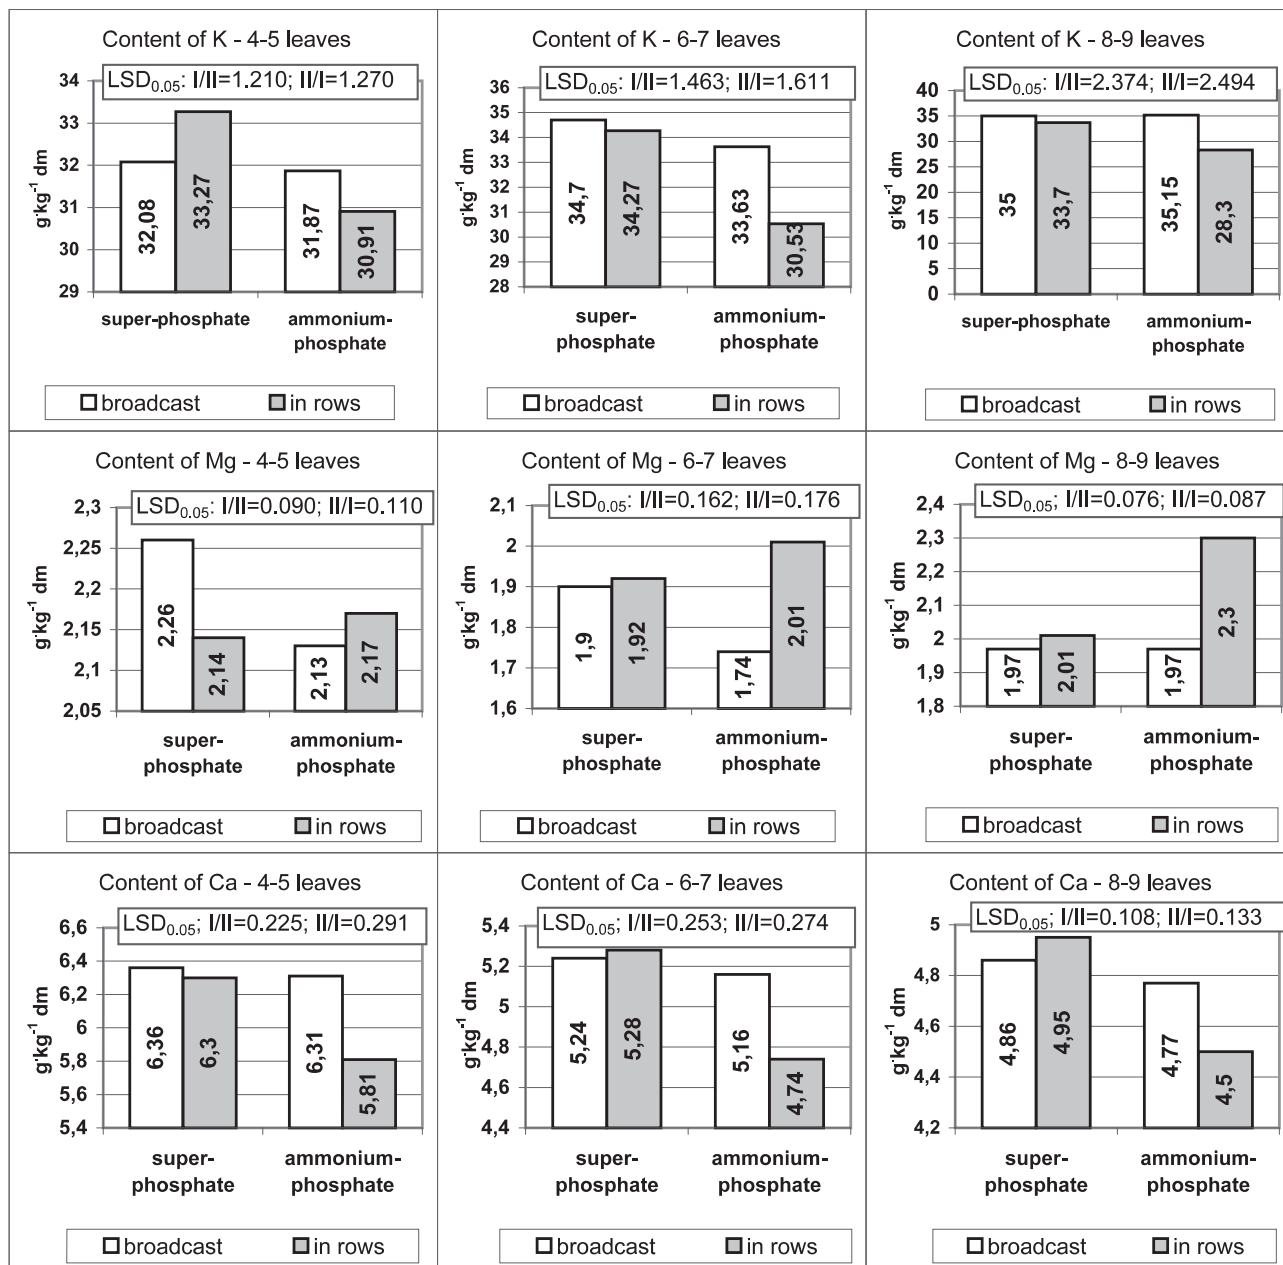 Content of K - 4-5 leaves
LSD0.05: I/II=1.210; II/I=1.270
g·kg-1 dm
34
33
32
31
30
29
32,08
33,27
31,87
30,91
super-phosphate
ammonium-
phosphate
broadcast
in rows
Content of K - 6-7 leaves
LSD0.05: I/II=1.463; II/I=1.611
g·kg-1 dm
36
35
34
33
32
31
30
29
28
34,7
34,27
33,63
30,53
super-
phosphate
ammonium-
phosphate
broadcast
in rows
Content of K - 8-9 leaves
LSD0.05: I/II=2.374; II/I=2.494
g·kg-1 dm
40
35
30
25
20
15
10
5
0
35
33,7
35,15
28,3
super-phosphate
ammonium-
phosphate
broadcast
in rows
Content of Mg - 4-5 leaves
LSD0.05: I/II=0.090; II/I=0.110
g·kg-1 dm
2,3
2,25
2,2
2,15
2,1
2,05
2,26
2,14
2,13
2,17
super-
phosphate
ammonium-
phosphate
broadcast
in rows
Content of Mg - 6-7 leaves
LSD0.05: I/II=0.162; II/I=0.176
g·kg-1 dm
2,1
2
1,9
1,8
1,7
1,6
1,9
1,92
1,74
2,01
super-
phosphate
ammonium-
phosphate
broadcast
in rows
Content of Mg - 8-9 leaves
LSD0.05; I/II=0.076; II/I=0.087
g·kg-1 dm
2,4
2,3
2,2
2,1
2
1,9
1,8
1,97
2,01
1,97
2,3
super-
phosphate
ammonium-
phosphate
broadcast
in rows
Content of Ca - 4-5 leaves
LSD0.05; I/II=0.225; II/I=0.291
g·kg-1 dm
6,6
6,4
6,2
6
5,8
5,6
5,4
6,36
6,3
6,31
5,81
super-
phosphate
ammonium-
phosphate
broadcast
in rows
Content of Ca - 6-7 leaves
LSD0.05; I/II=0.253; II/I=0.274
g·kg-1 dm
5,4
5,2
5
4,8
4,6
4,4
5,24
5,28
5,16
4,74
super-
phosphate
ammonium-
phosphate
broadcast
in rows
Content of Ca - 8-9 leaves
LSD0.05; I/II=0.108; II/I=0.133
g·kg-1 dm
5
4,8
4,6
4,4
4,2
4,86
4,95
4,77
4,5
super-
phosphate
ammonium-
phosphate
broadcast
in rows